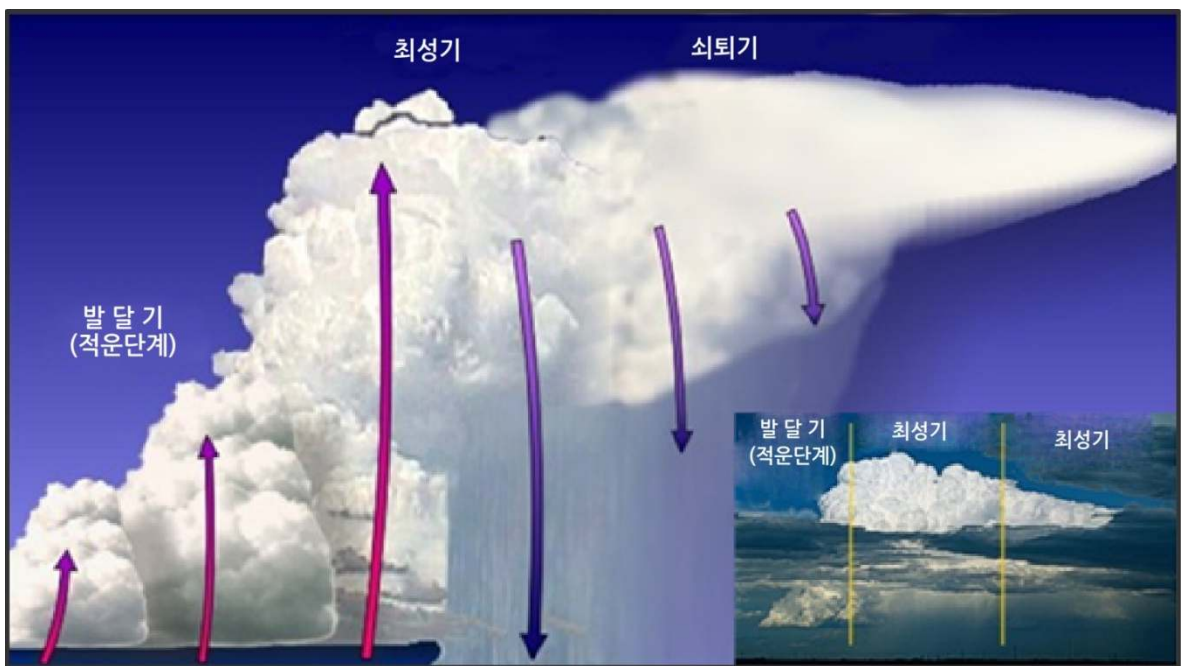 최성기
쇠퇴기
발 달 기
(적운단계)
발 달 기
(적운단계)
최성기
최성기